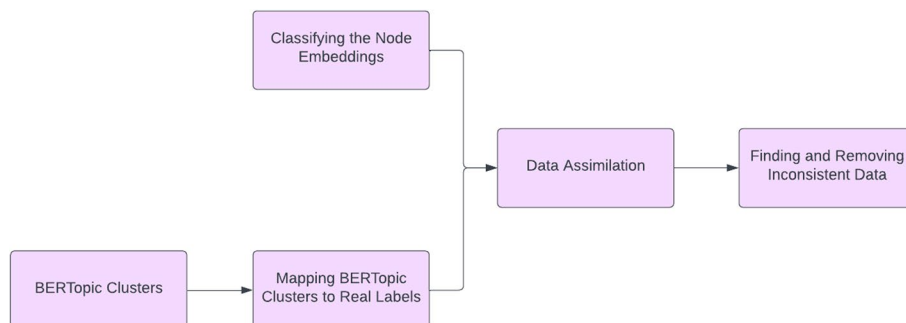 Classifying the Node
Embeddings
Data Assimilation
Finding and Removing
Inconsistent Data
BERTopic Clusters
Mapping BERTopic
Clusters to Real Labels